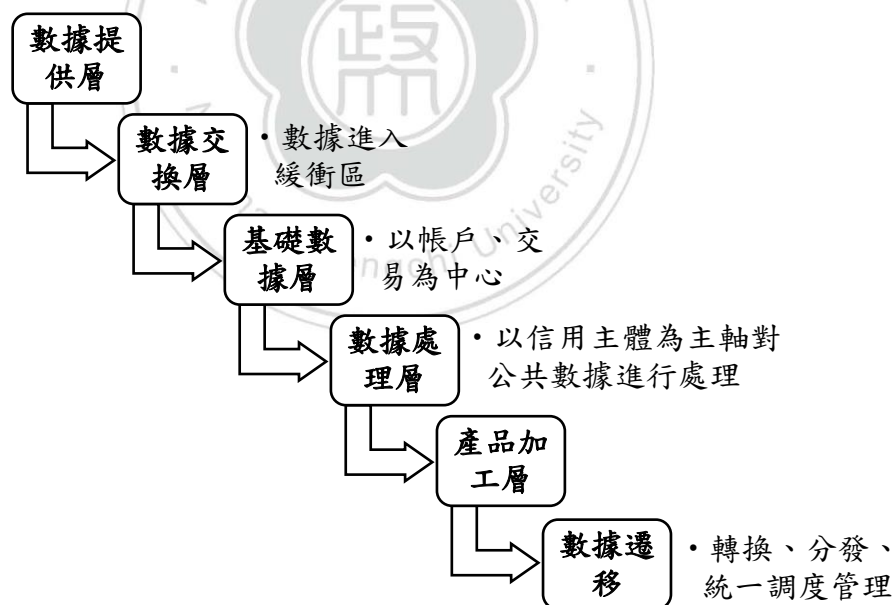 數據提
供層
數據交
換層
・數據進入
緩衝區
基礎數
據層
・以帳戶、交
易為中心
數據處
理層
・以信用主體為主軸對
公共數據進行處理
產品加
工層
數據遷
移
・轉換、分發、
統一調度管理
政
University